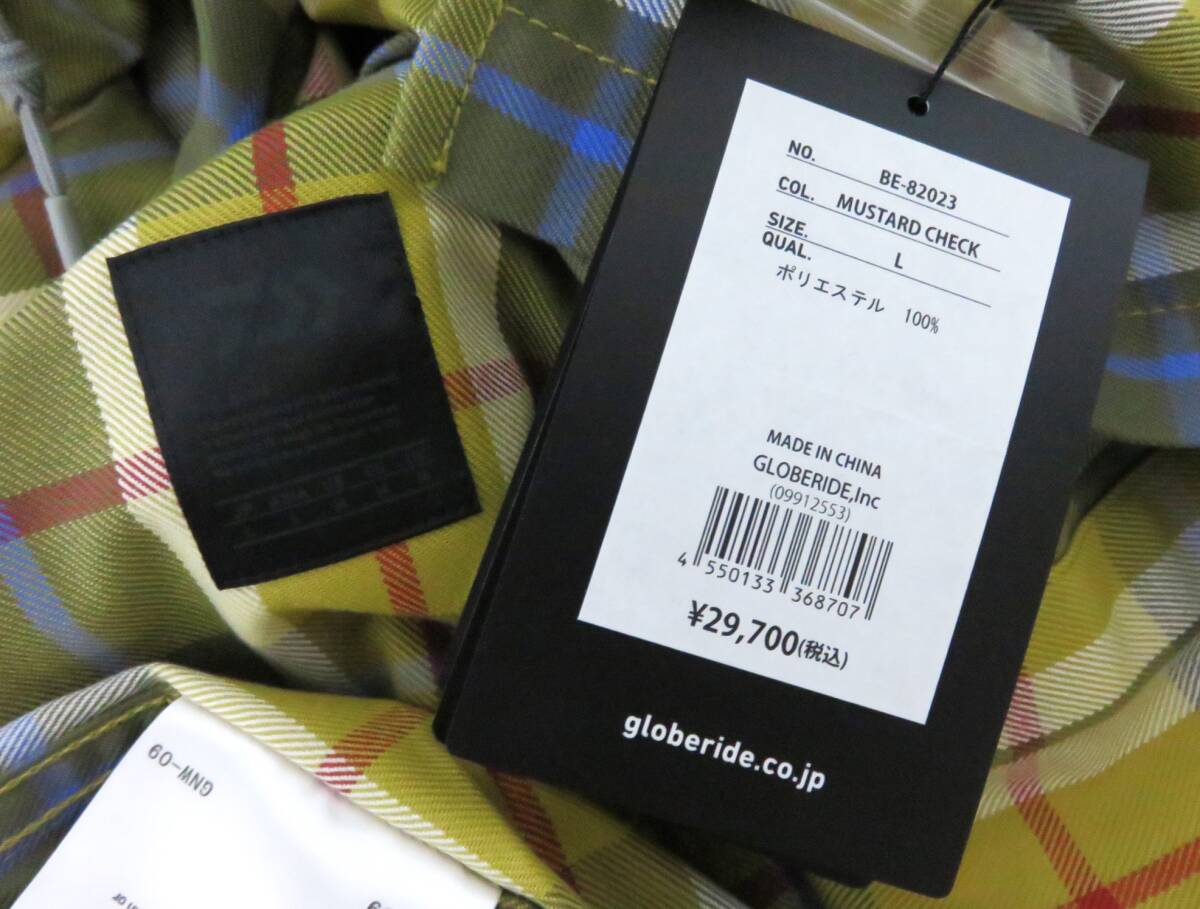 NO. BE-82023
COL. MUSTARD CHECK
SIZE. L
QUAL.
ポリエステル 100%
MADE IN CHINA
GLOBERIDE,Inc
(09912553)
4 550133 368707
¥29,700(税込)
globeride.co.jp
GNW-09